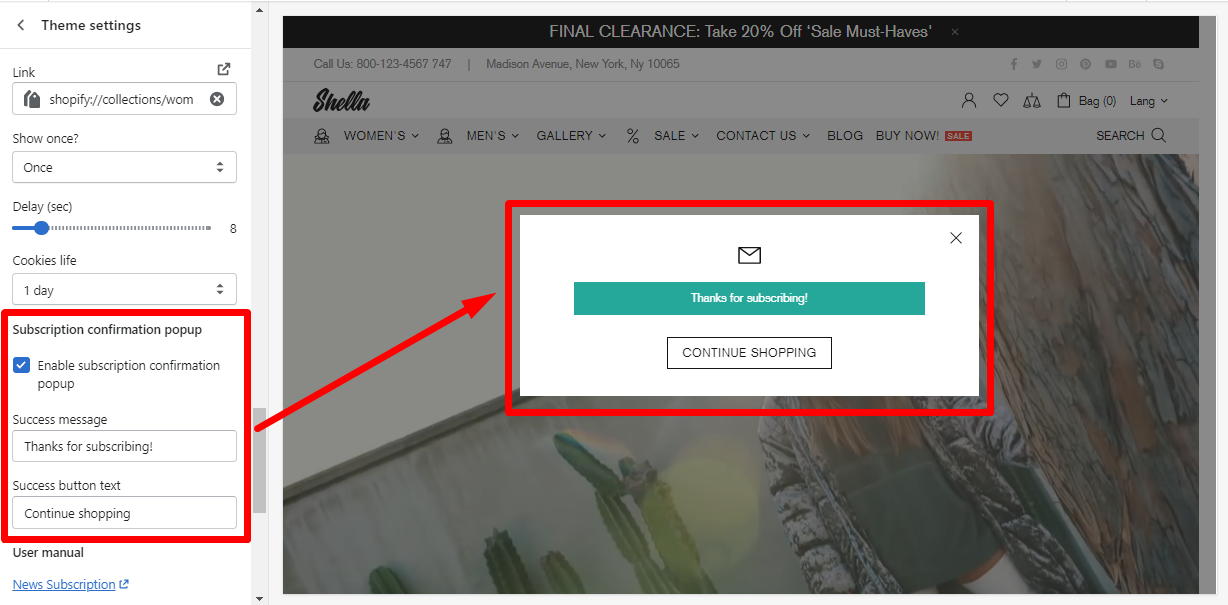 Theme settings
Link
shopify://collections/wom
Show once?
Once
Delay (sec)
8
Cookies life
1 day
Subscription confirmation popup
Enable subscription confirmation
popup
Success message
Thanks for subscribing!
Success button text
Continue shopping
User manual
News Subscription
FINAL CLEARANCE: Take 20% Off ‘Sale Must-Haves’ ×
Call Us: 800-123-4567 747 | Madison Avenue, New York, Ny 10065
Bē
Shella
Bag (0) Lang
WOMEN'S MEN'S GALLERY % SALE CONTACT US BLOG BUY NOW! SALE SEARCH
Thanks for subscribing!
CONTINUE SHOPPING